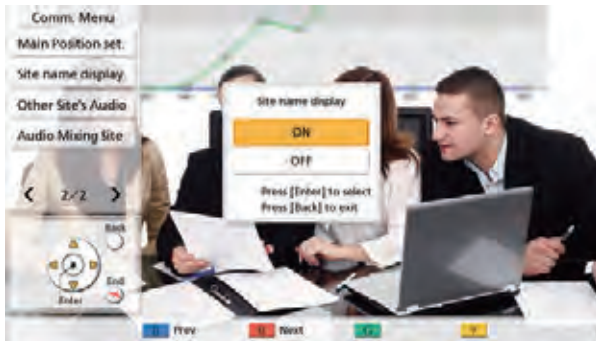 Comm. Menu
Main Position set.
Site name display
Other Site's Audio
Audio Mixing Site
2/2
Back
End
Enter
Site name display
ON
OFF
Press [Enter] to select
Press [Back] to exit
B Prev
R Next
G
Y